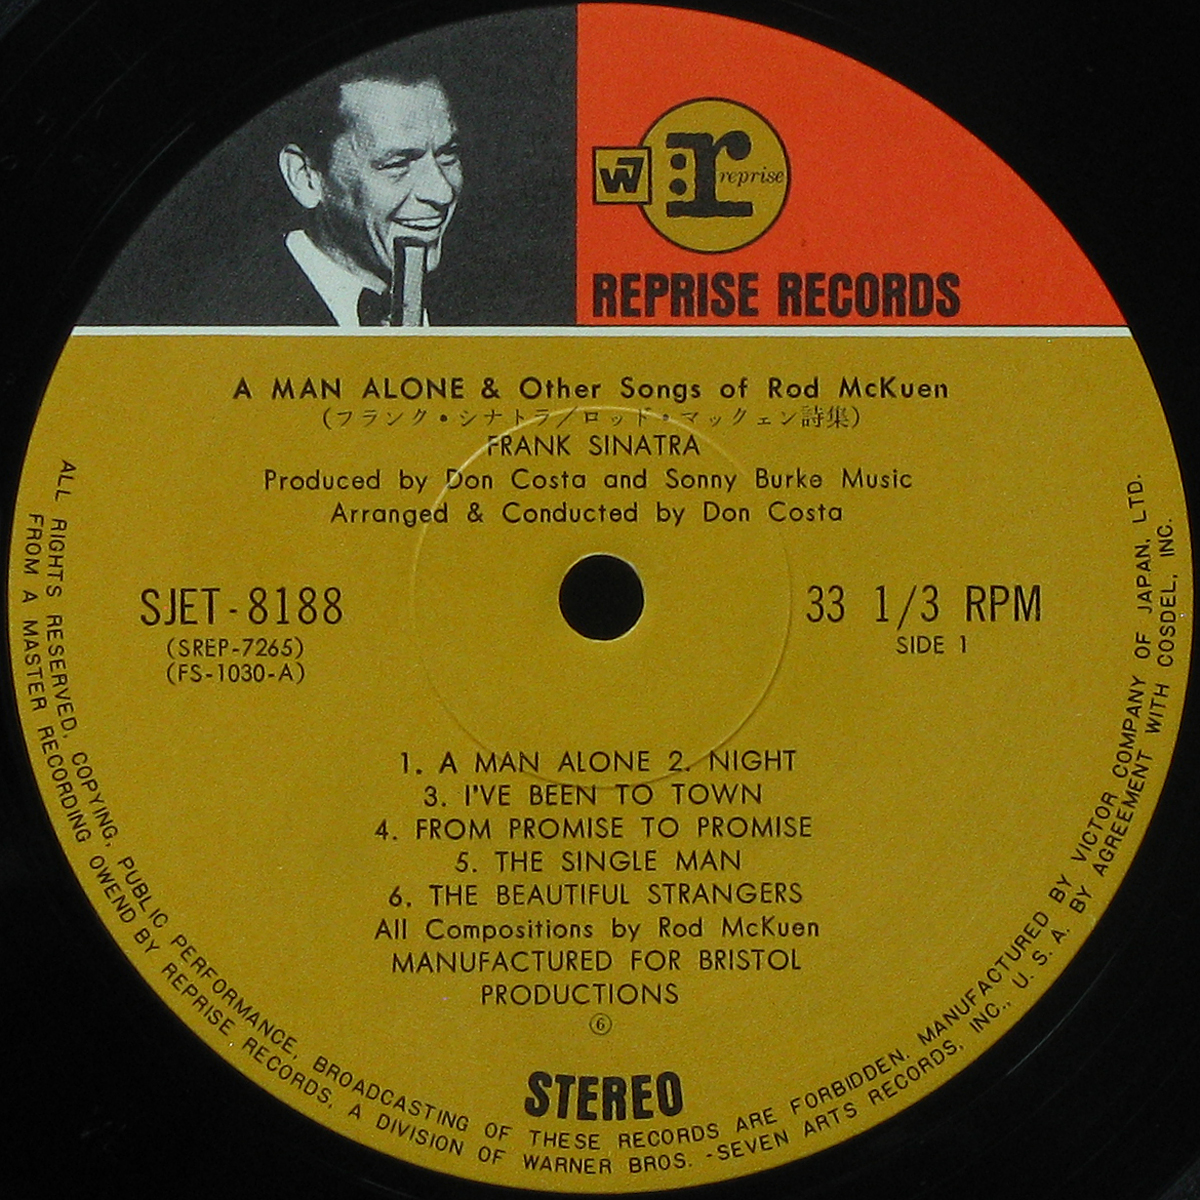 W7
r: reprise
REPRISE RECORDS
A MAN ALONE & Other Songs of Rod McKuen
(フランク・シナトラ/ロッド・マックェン詩集)
FRANK SINATRA
Produced by Don Costa and Sonny Burke Music
Arranged & Conducted by Don Costa
SJET-8188
(SREP-7265)
(FS-1030-A)
33 1/3 RPM
SIDE 1
1. A MAN ALONE 2. NIGHT
3. I'VE BEEN TO TOWN
4. FROM PROMISE TO PROMISE
5. THE SINGLE MAN
6. THE BEAUTIFUL STRANGERS
All Compositions by Rod McKuen
MANUFACTURED FOR BRISTOL
PRODUCTIONS
⑥
STEREO
ALL RIGHTS RESERVED. COPYING, PUBLIC PERFORMANCE, BROADCASTING OF THESE RECORDS ARE FORBIDDEN. MANUFACTURED BY VICTOR COMPANY OF JAPAN, LTD.
FROM A MASTER RECORDING OWEND BY REPRISE RECORDS, A DIVISION OF WARNER BROS. -SEVEN ARTS RECORDS, INC., U. S. A. BY AGREEMENT WITH COSDEL, INC.